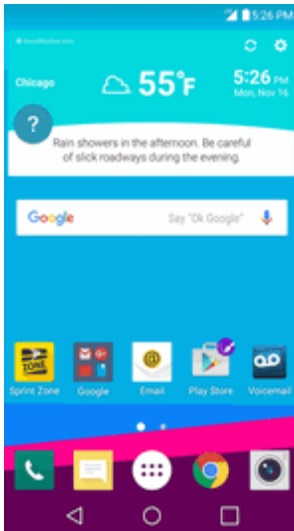 5:26 PM
Chicago
55°F
5:26 PM
Mon, Nov 16
?
Rain showers in the afternoon. Be careful
of slick roadways during the evening.
Google
Say "Ok Google"
ZONE
@
Sprint Zone
Google
Email
Play Store
Voicemail